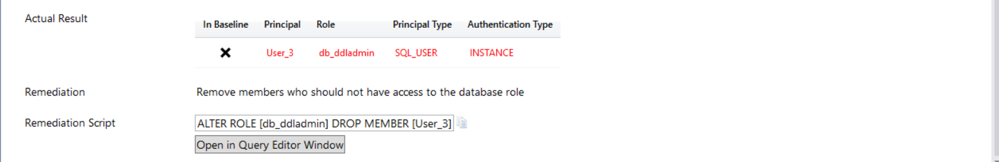 Actual Result
In Baseline Principal Role Principal Type Authentication Type
User_3 db_ddladmin SQL_USER INSTANCE
Remediation Remove members who should not have access to the database role
Remediation Script ALTER ROLE [db_ddladmin] DROP MEMBER [User_3]
Open in Query Editor Window